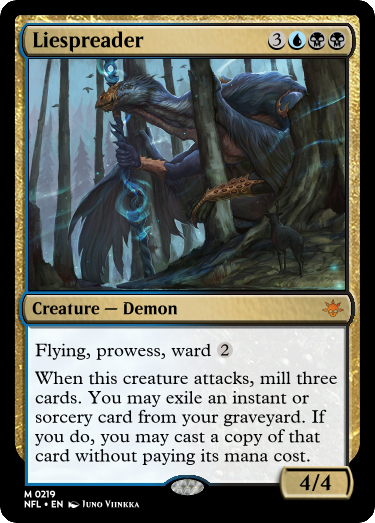 Liespreader 3
Creature — Demon
Flying, prowess, ward 2
When this creature attacks, mill three
cards. You may exile an instant or
sorcery card from your graveyard. If
you do, you may cast a copy of that
card without paying its mana cost.
4/4
M 0219
NFL • EN Juno Viinkka